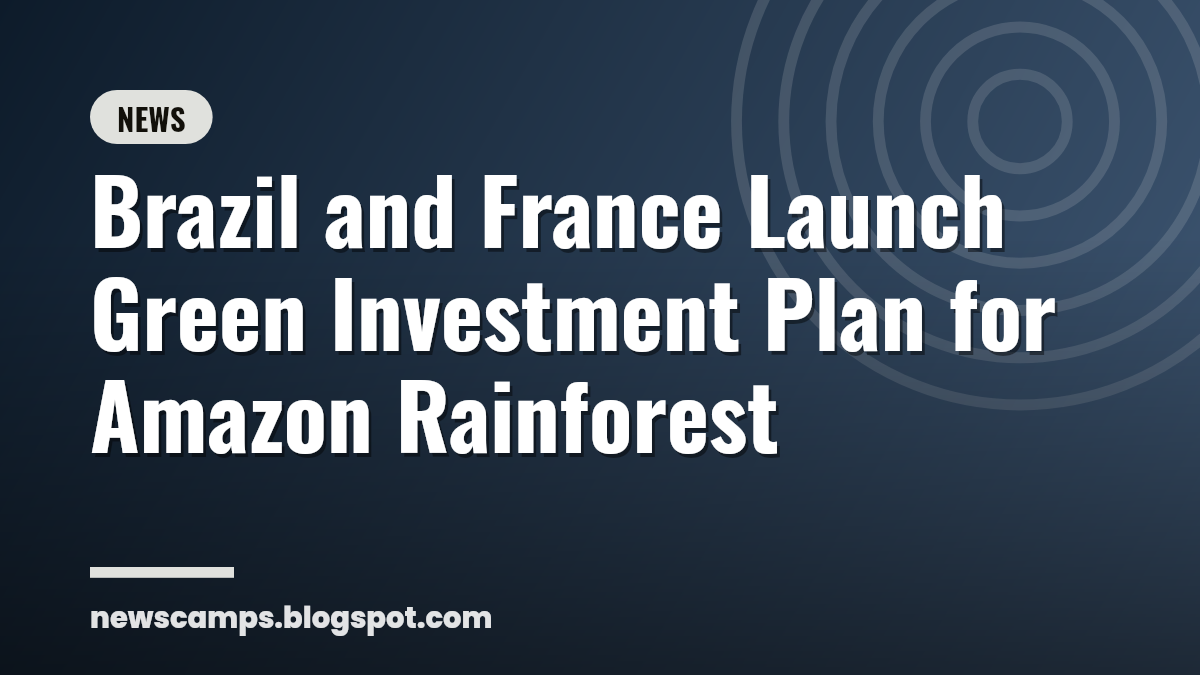 NEWS
Brazil and France Launch
Green Investment Plan for
Amazon Rainforest
newscamps.blogspot.com